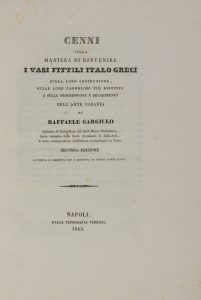 CENNI
SULLA
MANIERA DI RINVENIRE
I VASI FITTILI ITALO-GRECI
SULLA LORO COSTRUZIONE,
SULLE LORO FABBRICHE PIÙ DISTINTE
E SULLA PROGRESSIONE E DECADIMENTO
DELL'ARTE VASARIA
DI
RAFFAELE GARGIULO
SECONDA EDIZIONE
NAPOLI,
DALLA TIPOGRAFIA VIRGILIO
1843.